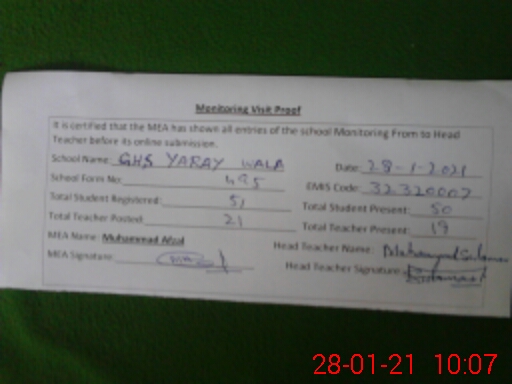 Monitoring Visit Proof
It is certified that the MEA has shown all entries of the school Monitoring From to Head
Teacher before its online submission.
School Name: GHS YARAY WALA Date: 28-1-2021
School Form No: 495 EMIS Code: 32320007
Total Student Registered: 51 Total Student Present: 50
Total Teacher Posted: 21 Total Teacher Present: 19
MEA Name: Muhammad Afzal Head Teacher Name:
MEA Signature: Head Teacher Signature:
28-01-21 10:07